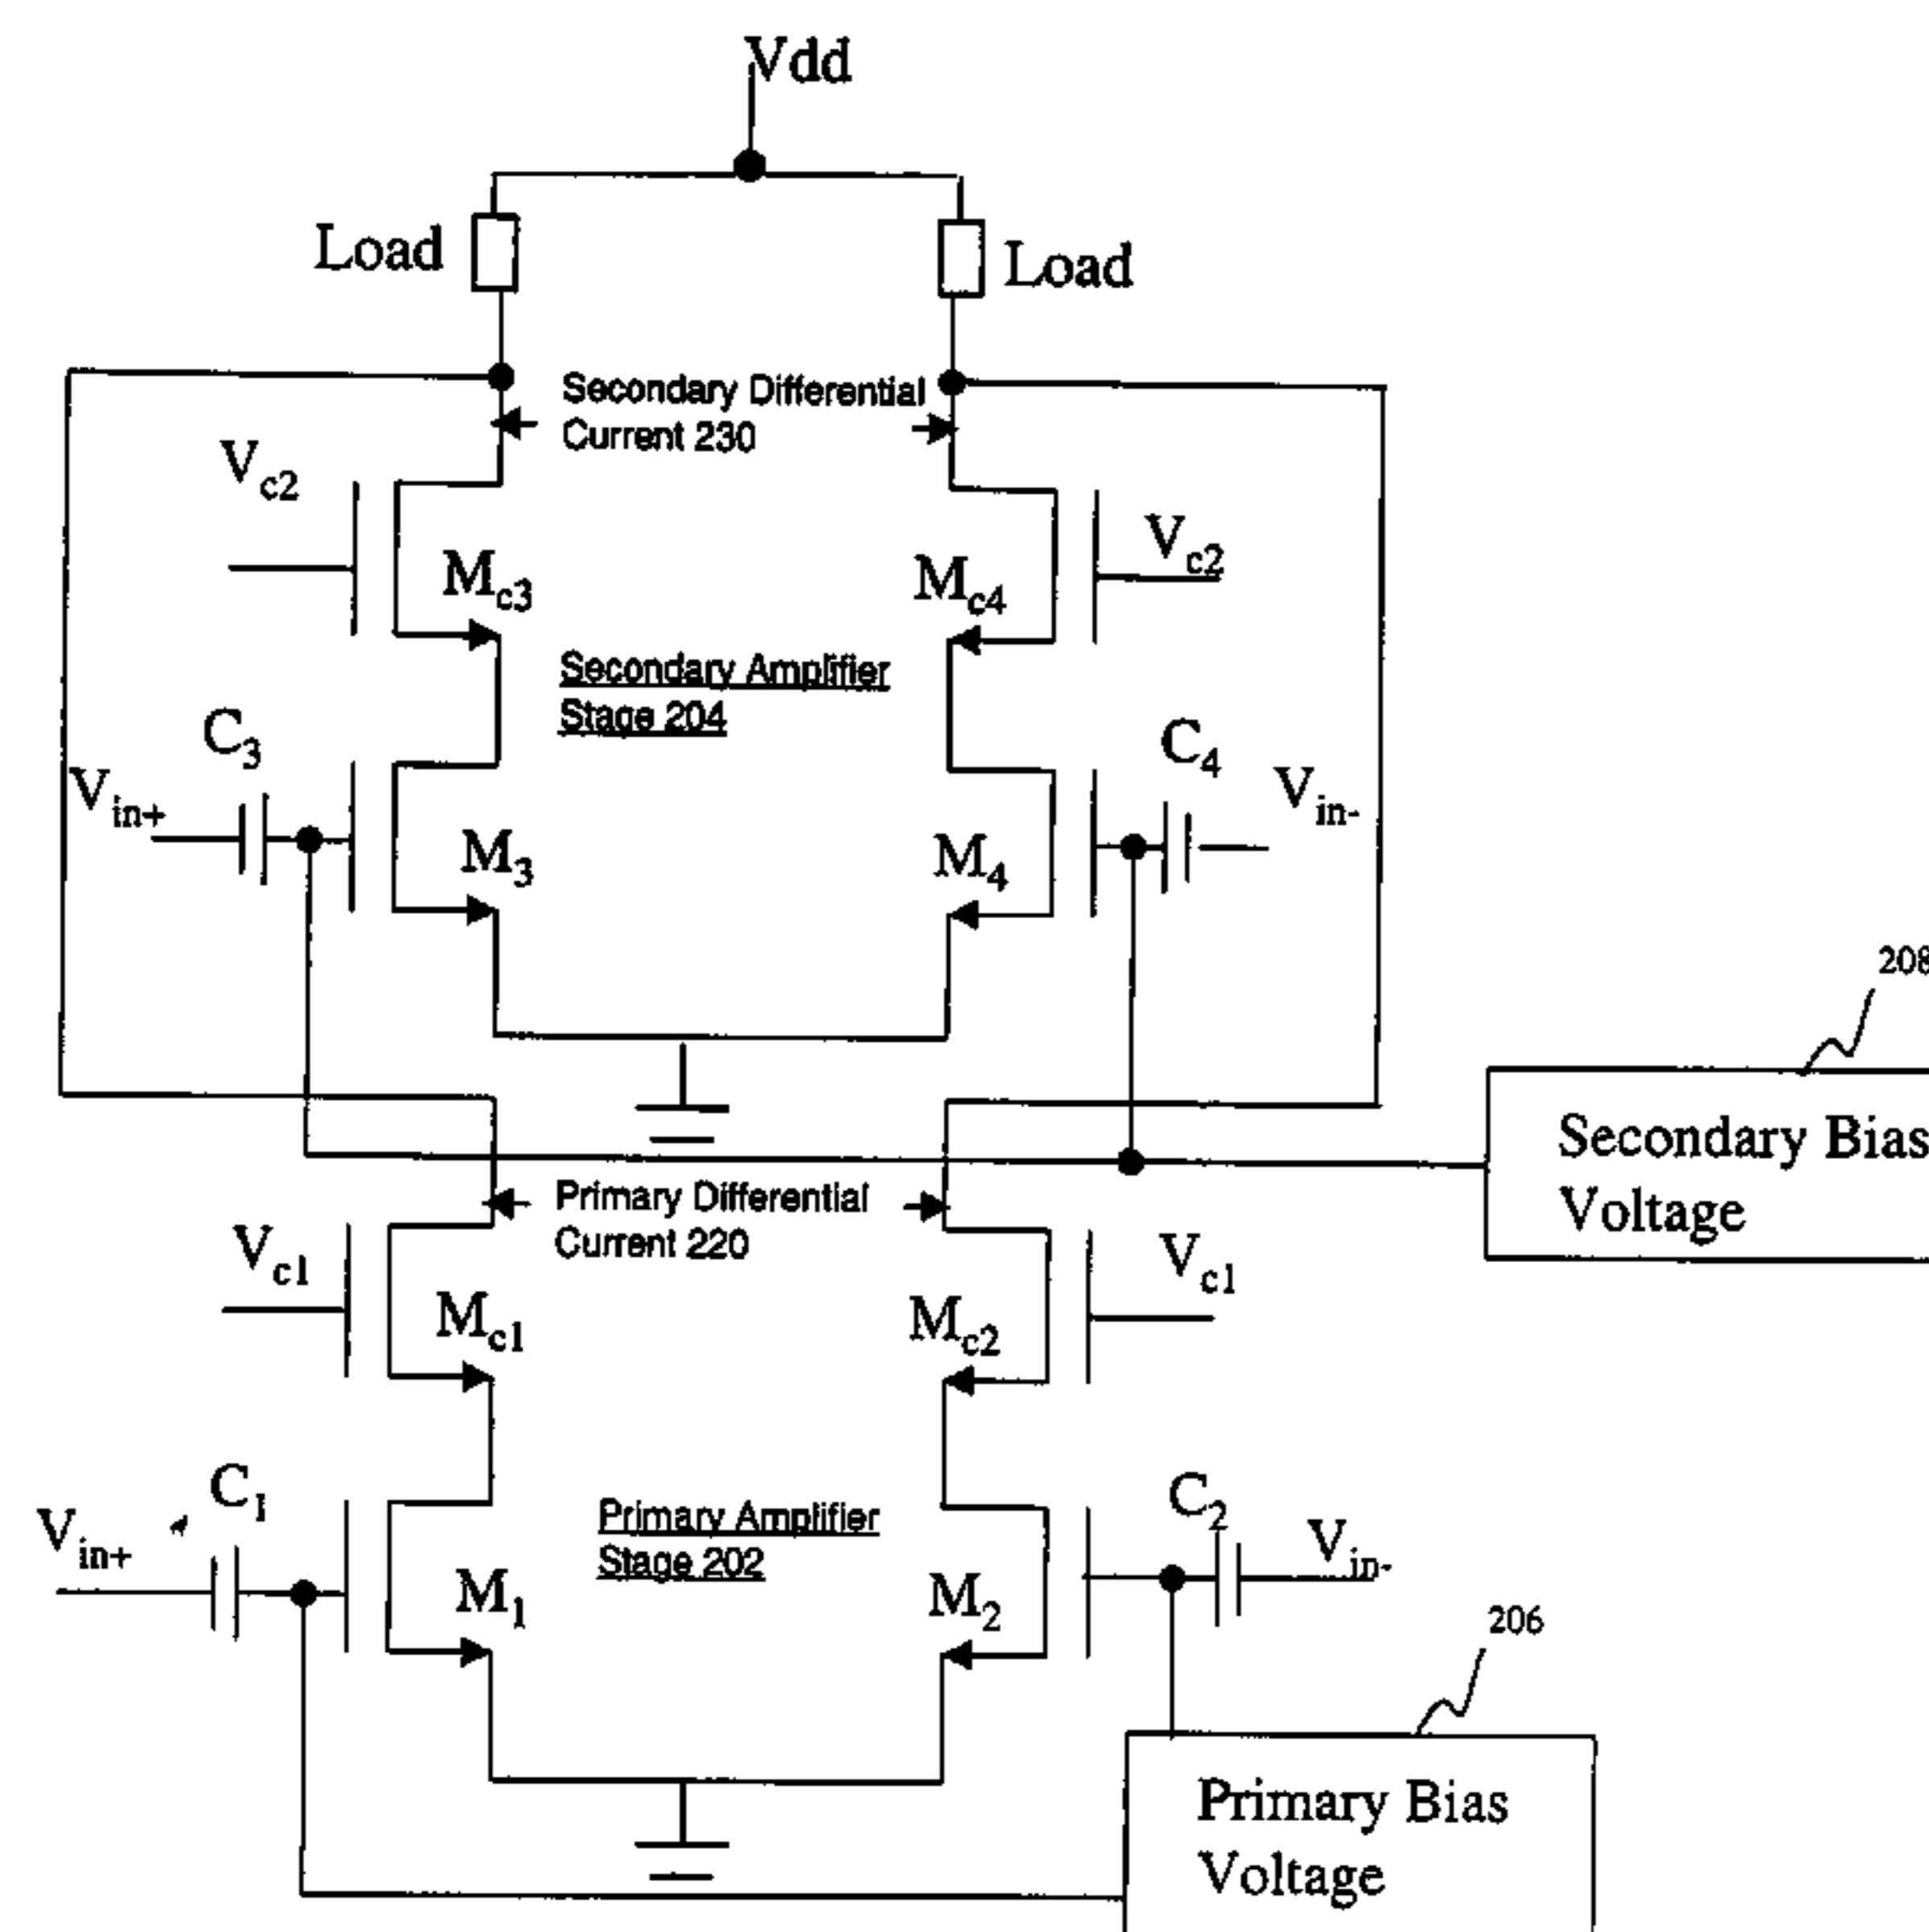 Vdd
Load
Load
Secondary Differential
Current 230
Vc2
Vc2
Mc3
Mc4
Secondary Amplifier
Stage 204
C3
C4
Vin+
Vin-
M3
M4
208
Secondary Bias
Voltage
Primary Differential
Current 220
Vc1
Vc1
Mc1
Mc2
Primary Amplifier
Stage 202
C1
C2
Vin+
Vin-
M1
M2
206
Primary Bias
Voltage